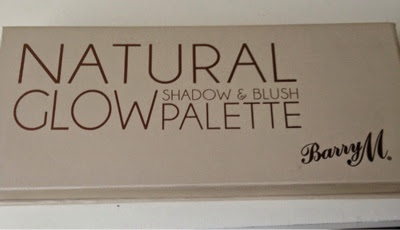 NATURAL
GLOW SHADOW & BLUSH
PALETTE
Barry M®